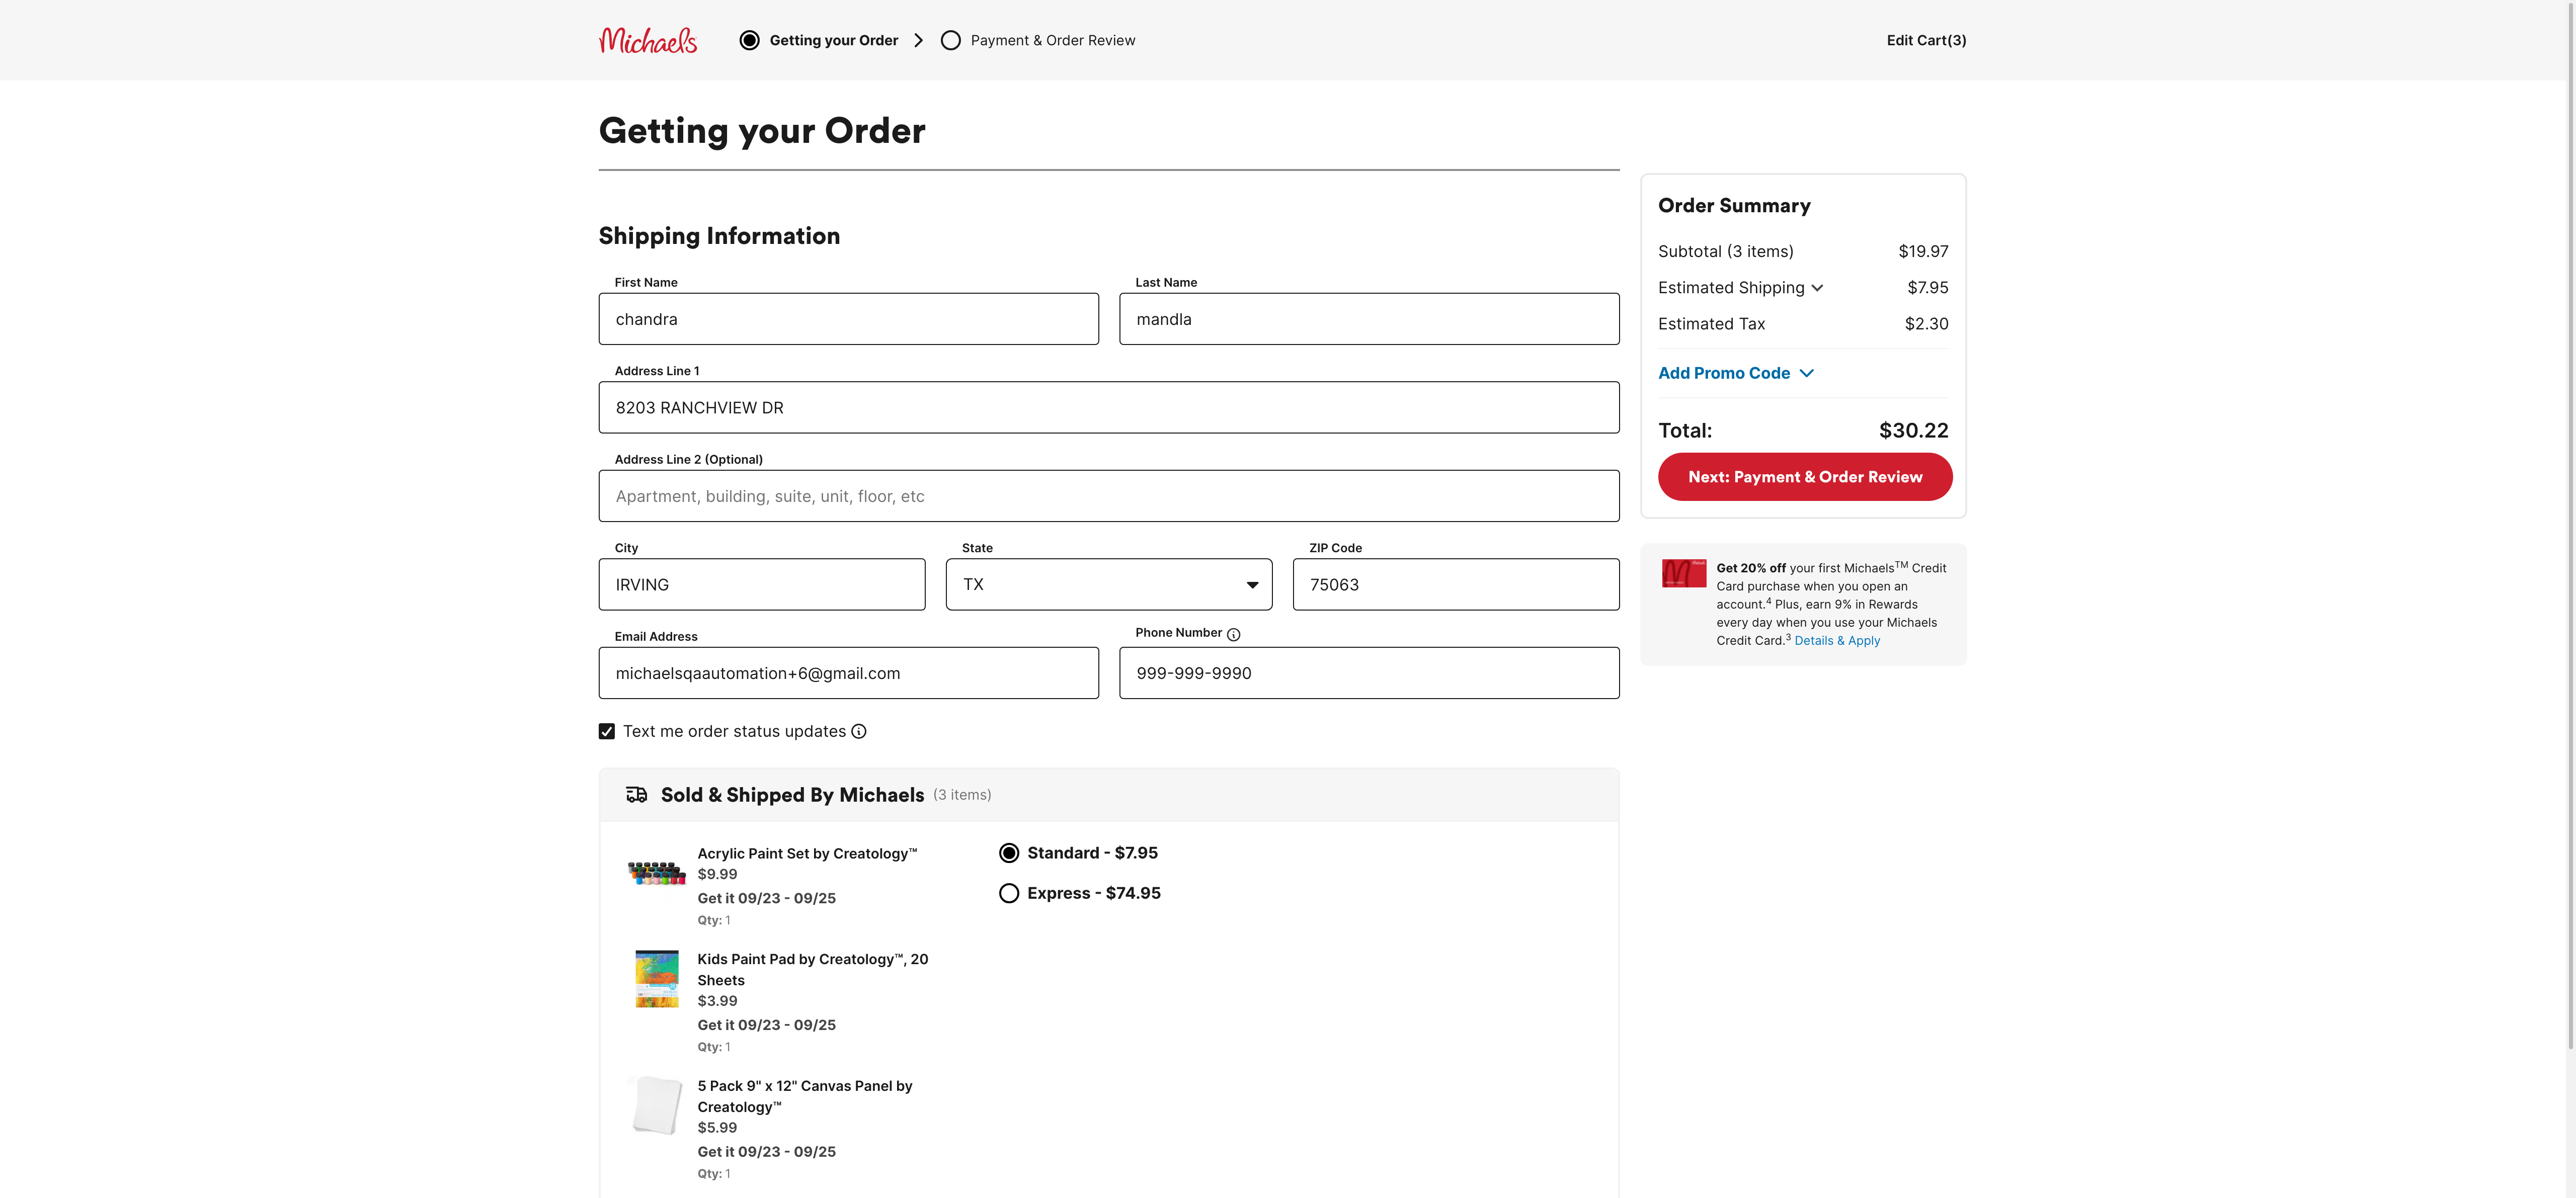 Michaels
Getting your Order
Payment & Order Review
Edit Cart(3)
Getting your Order
Shipping Information
First Name
chandra
Last Name
mandla
Address Line 1
8203 RANCHVIEW DR
Address Line 2 (Optional)
Apartment, building, suite, unit, floor, etc
City
IRVING
State
TX
ZIP Code
75063
Email Address
michaelsqaautomation+6@gmail.com
Phone Number
999-999-9990
Text me order status updates
Sold & Shipped By Michaels (3 items)
Acrylic Paint Set by Creatology™
$9.99
Get it 09/23 - 09/25
Qty: 1
Standard - $7.95
Express - $74.95
Kids Paint Pad by Creatology™, 20
Sheets
$3.99
Get it 09/23 - 09/25
Qty: 1
5 Pack 9" x 12" Canvas Panel by
Creatology™
$5.99
Get it 09/23 - 09/25
Qty: 1
Order Summary
Subtotal (3 items) $19.97
Estimated Shipping $7.95
Estimated Tax $2.30
Add Promo Code
Total: $30.22
Next: Payment & Order Review
Get 20% off your first Michaels™ Credit
Card purchase when you open an
account.⁴ Plus, earn 9% in Rewards
every day when you use your Michaels
Credit Card.³ Details & Apply